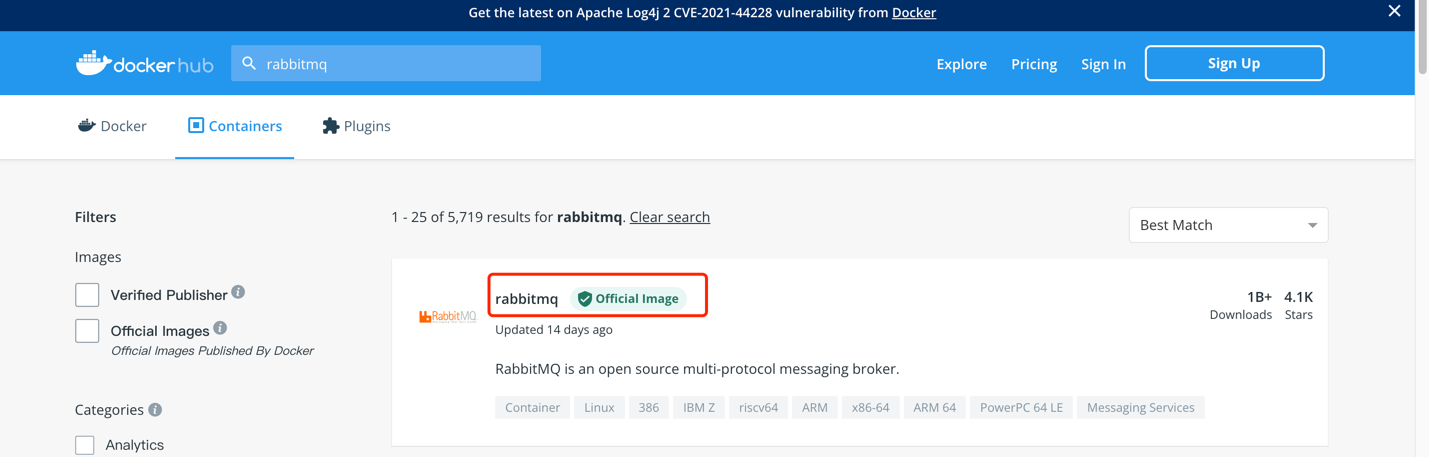 Get the latest on Apache Log4j 2 CVE-2021-44228 vulnerability from Docker
dockerhub
rabbitmq
Explore Pricing Sign In Sign Up
Docker Containers Plugins
Filters
1 - 25 of 5,719 results for rabbitmq. Clear search
Best Match
Images
Verified Publisher
Official Images
Official Images Published By Docker
Categories
Analytics
RabbitMQ
rabbitmq Official Image
Updated 14 days ago
1B+ 4.1K
Downloads Stars
RabbitMQ is an open source multi-protocol messaging broker.
Container Linux 386 IBM Z riscv64 ARM x86-64 ARM 64 PowerPC 64 LE Messaging Services